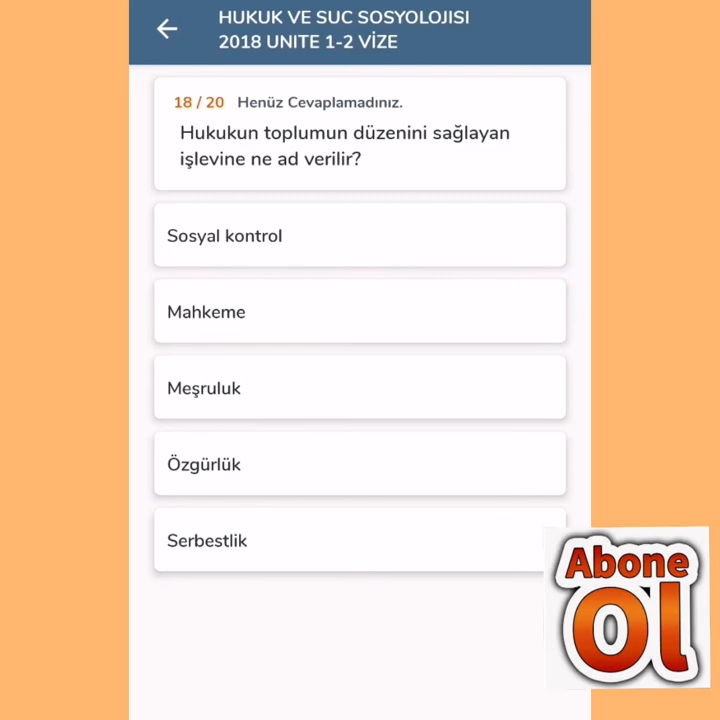 HUKUK VE SUC SOSYOLOJISI
2018 UNITE 1-2 VİZE
18 / 20 Henüz Cevaplamadınız.
Hukukun toplumun düzenini sağlayan
işlevine ne ad verilir?
Sosyal kontrol
Mahkeme
Meşruluk
Özgürlük
Serbestlik
Abone
Ol